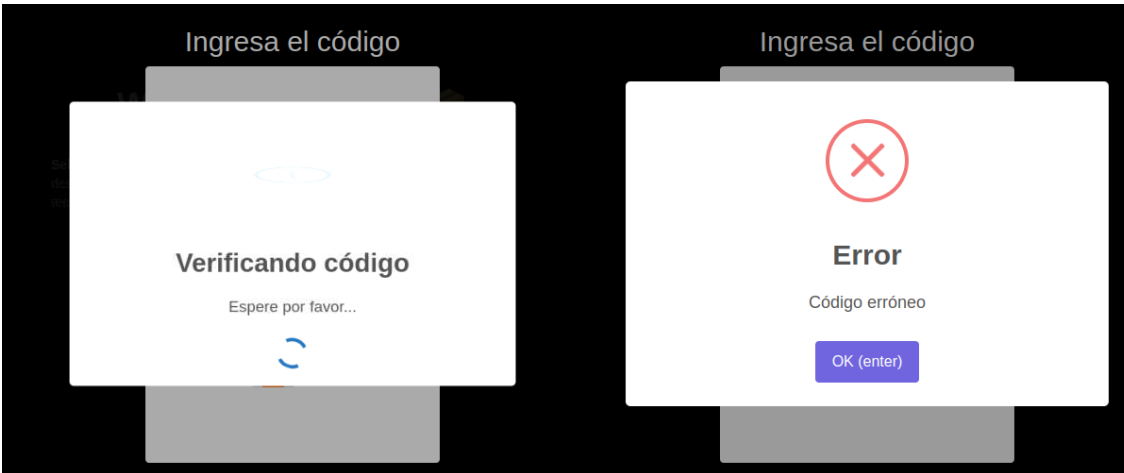 Ingresa el código
Verificando código
Espere por favor...
Ingresa el código
Error
Código erróneo
OK (enter)